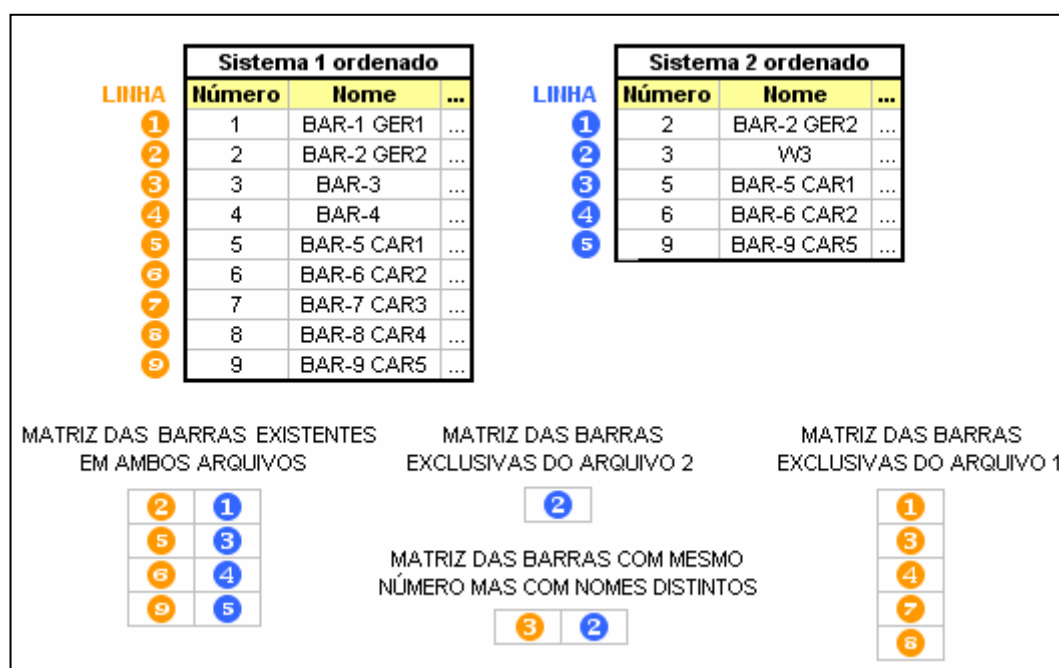 Sistema 1 ordenado
LINHA Número Nome ...
1 1 BAR-1 GER1 ...
2 2 BAR-2 GER2 ...
3 3 BAR-3 ...
4 4 BAR-4 ...
5 5 BAR-5 CAR1 ...
6 6 BAR-6 CAR2 ...
7 7 BAR-7 CAR3 ...
8 8 BAR-8 CAR4 ...
9 9 BAR-9 CAR5 ...
Sistema 2 ordenado
LINHA Número Nome ...
1 2 BAR-2 GER2 ...
2 3 W3 ...
3 5 BAR-5 CAR1 ...
4 6 BAR-6 CAR2 ...
5 9 BAR-9 CAR5 ...
MATRIZ DAS BARRAS EXISTENTES
EM AMBOS ARQUIVOS
2 1
5 3
6 4
9 5
MATRIZ DAS BARRAS
EXCLUSIVAS DO ARQUIVO 2
2
MATRIZ DAS BARRAS COM MESMO
NÚMERO MAS COM NOMES DISTINTOS
3 2
MATRIZ DAS BARRAS
EXCLUSIVAS DO ARQUIVO 1
1
3
4
7
8